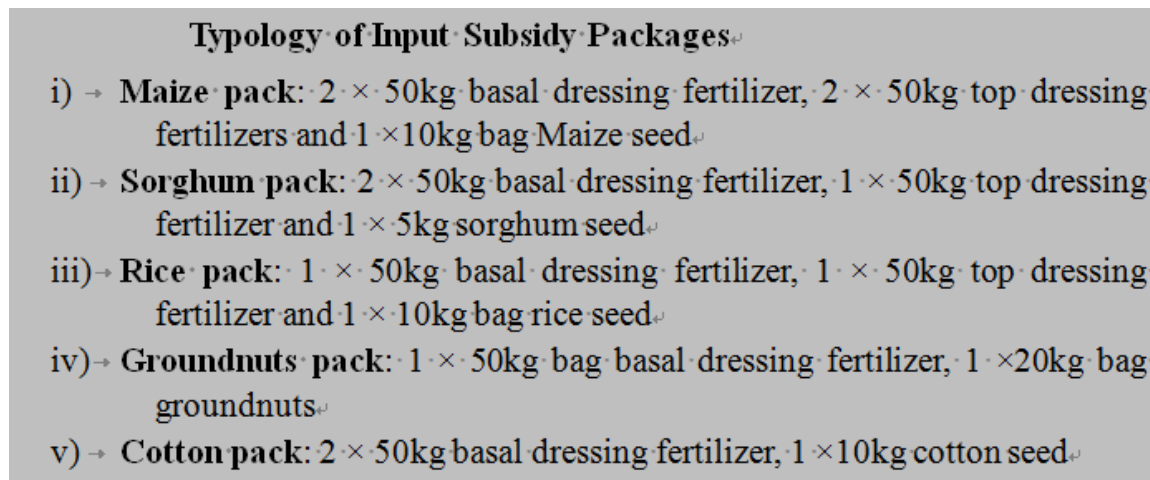 Typology of Input Subsidy Packages
i) Maize pack: 2 × 50kg basal dressing fertilizer, 2 × 50kg top dressing
fertilizers and 1 ×10kg bag Maize seed
ii) Sorghum pack: 2 × 50kg basal dressing fertilizer, 1 × 50kg top dressing
fertilizer and 1 × 5kg sorghum seed
iii) Rice pack: 1 × 50kg basal dressing fertilizer, 1 × 50kg top dressing
fertilizer and 1 × 10kg bag rice seed
iv) Groundnuts pack: 1 × 50kg bag basal dressing fertilizer, 1 ×20kg bag
groundnuts
v) Cotton pack: 2 × 50kg basal dressing fertilizer, 1 ×10kg cotton seed